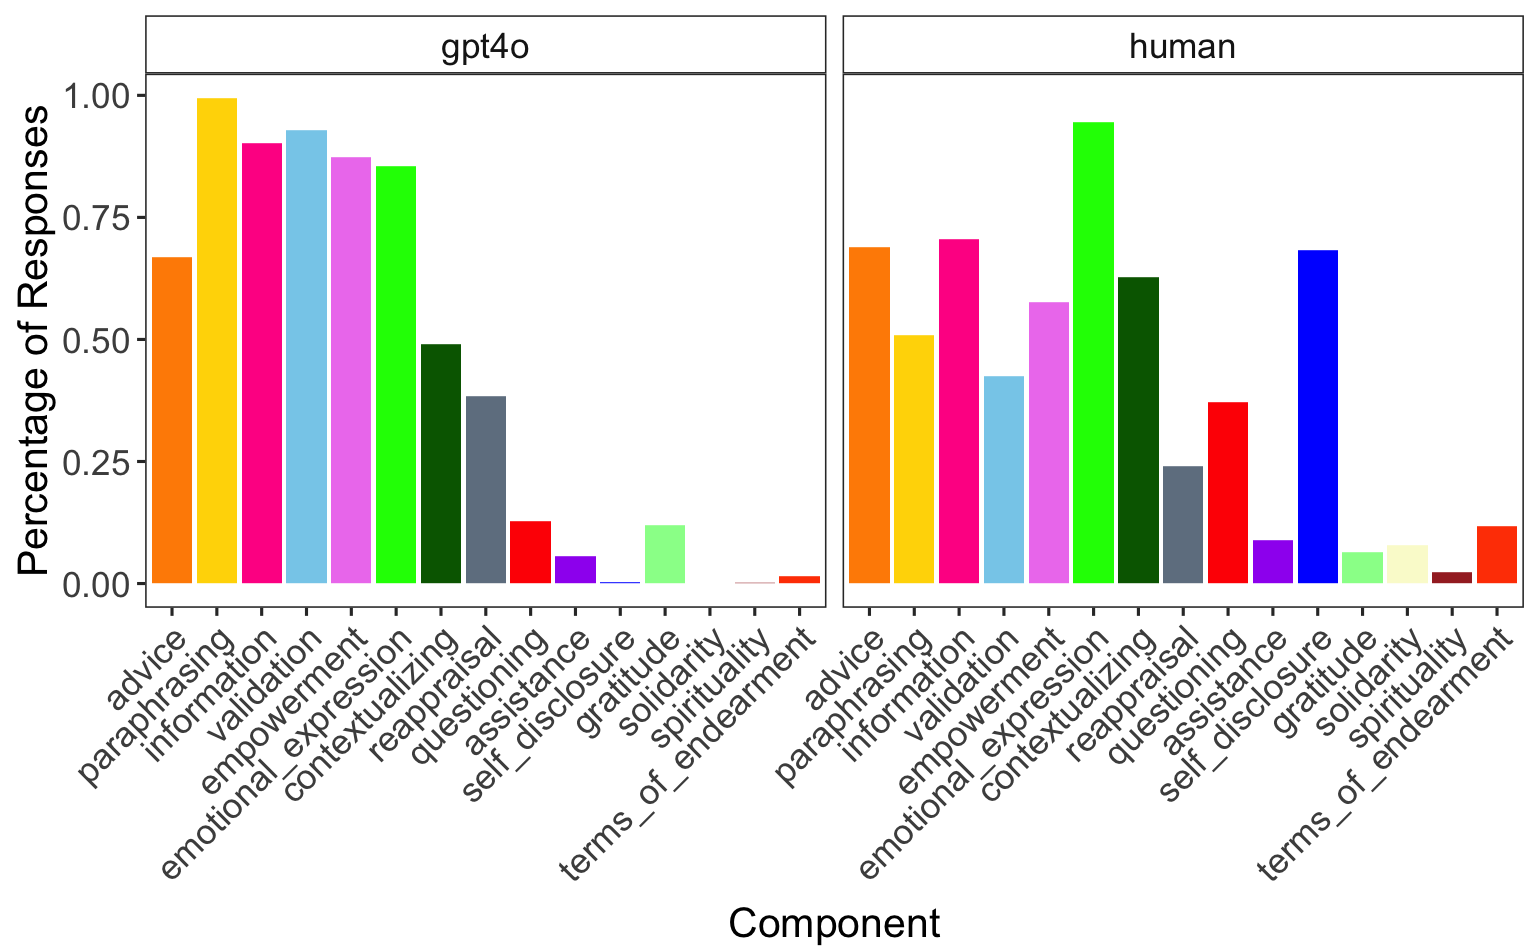 gpt4o
human
Percentage of Responses
1.00
0.75
0.50
0.25
0.00
advice
paraphrasing
information
validation
empowerment
emotional_expression
contextualizing
reappraisal
questioning
assistance
self_disclosure
gratitude
solidarity
spirituality
terms_of_endearment
advice
paraphrasing
information
validation
empowerment
emotional_expression
contextualizing
reappraisal
questioning
assistance
self_disclosure
gratitude
solidarity
spirituality
terms_of_endearment
Component